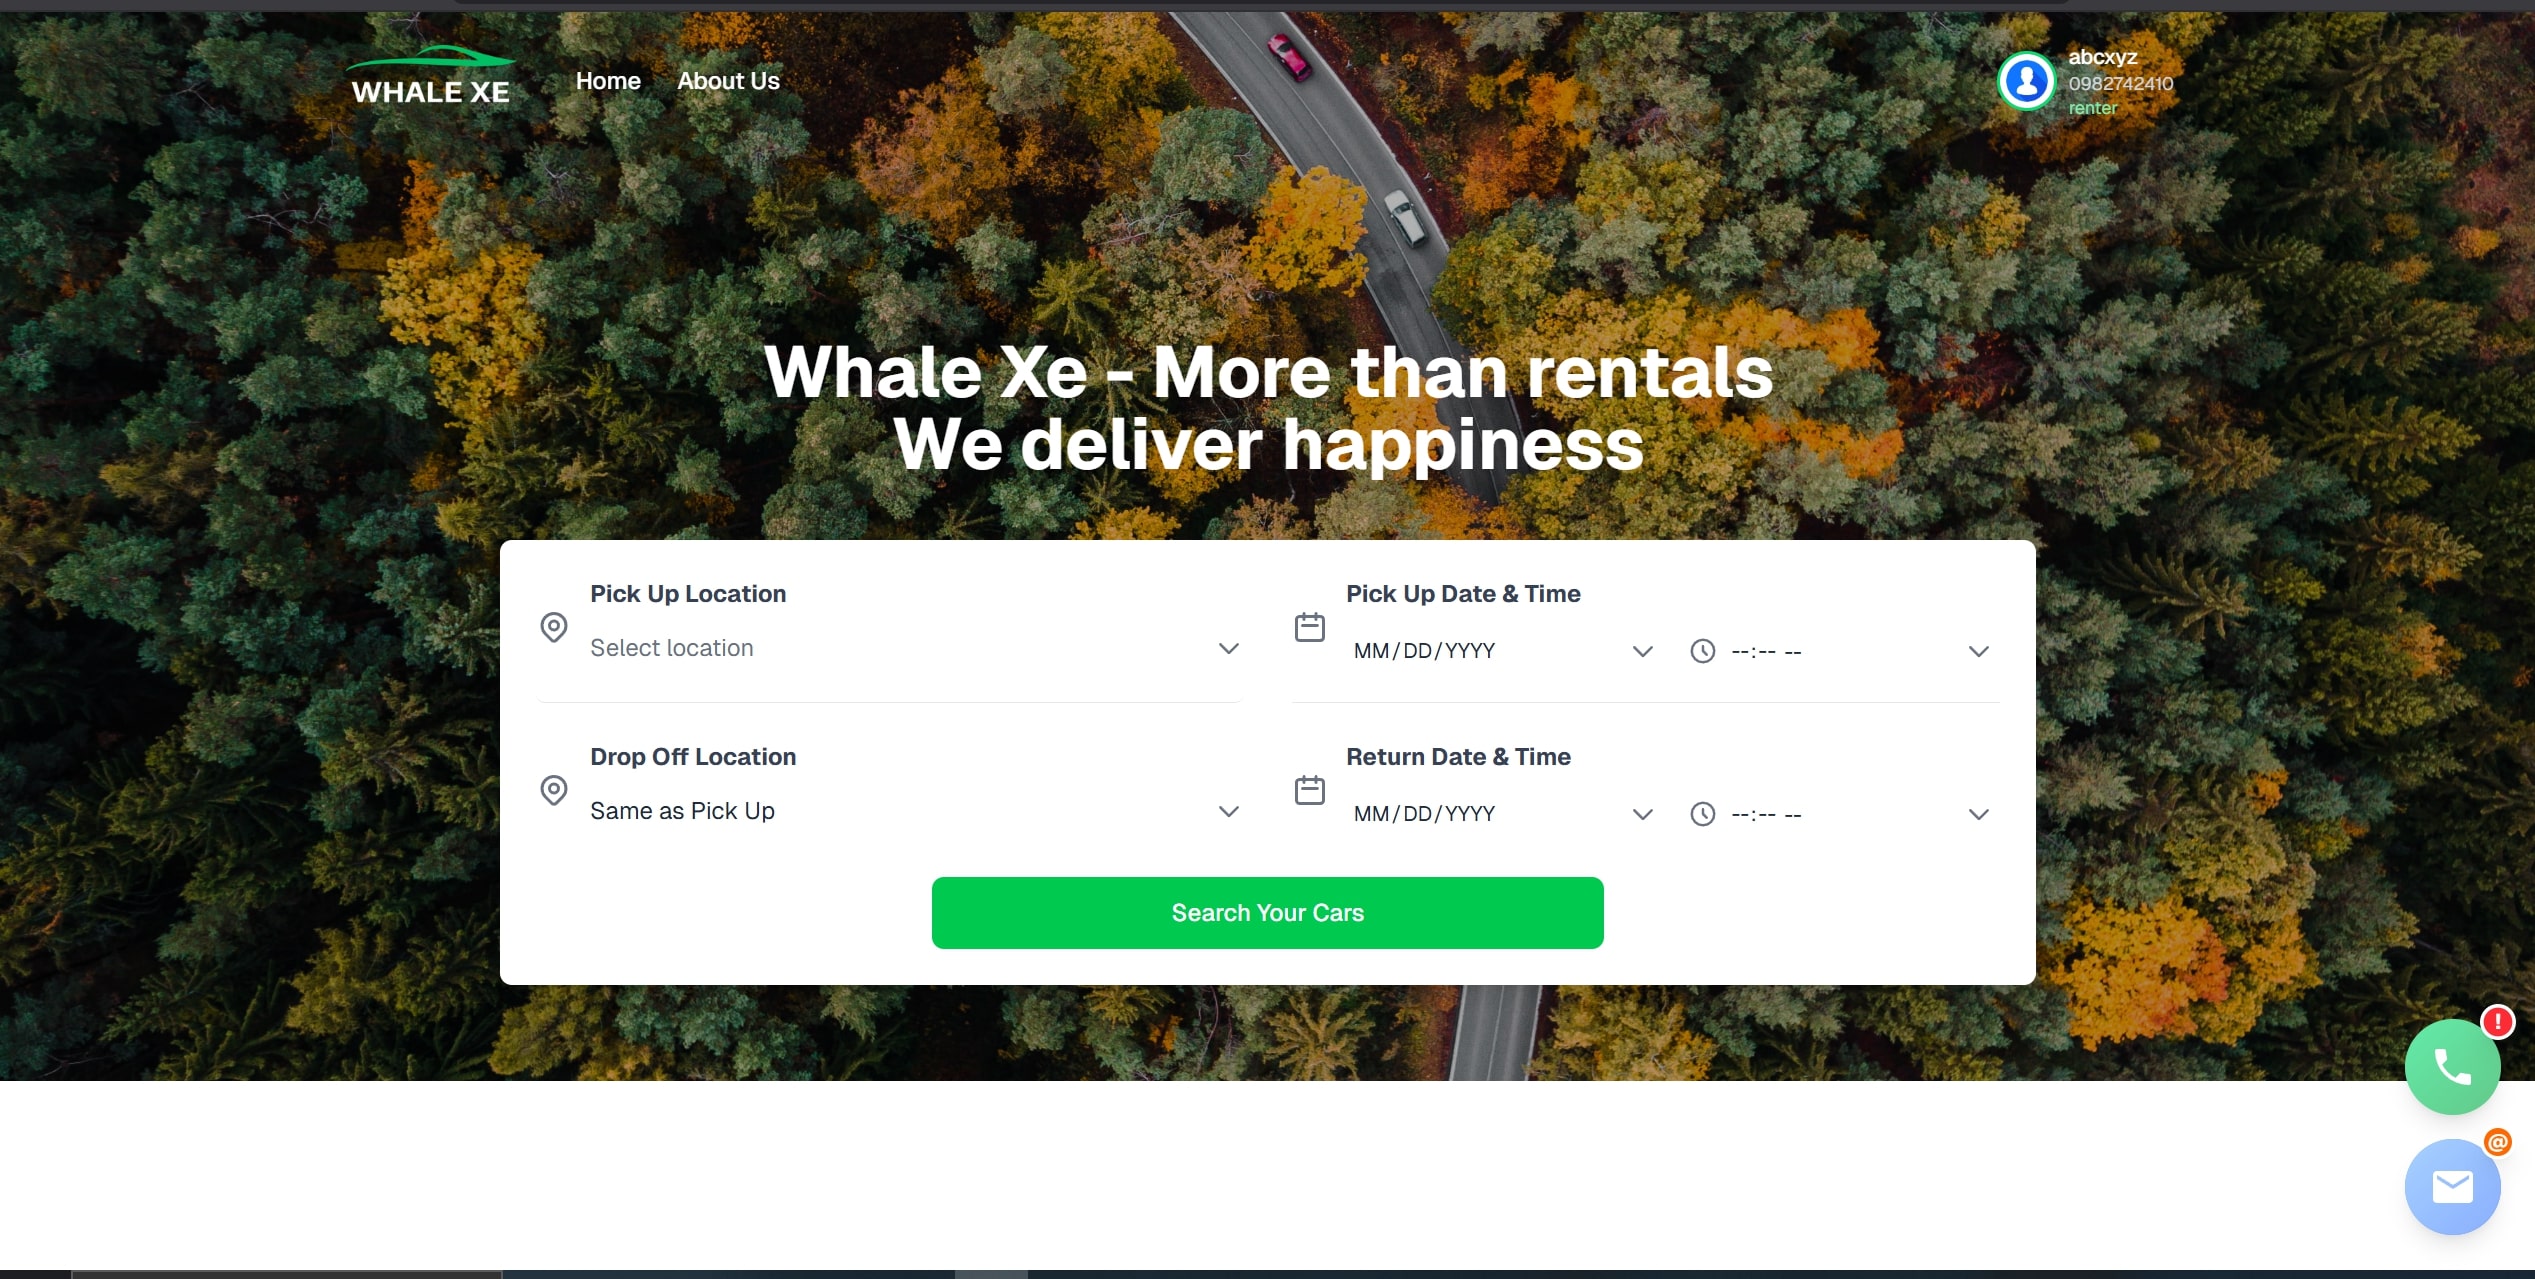 WHALE XE
Home
About Us
abcxyz
0982742410
renter
Whale Xe - More than rentals
We deliver happiness
Pick Up Location
Select location
Pick Up Date & Time
MM/DD/YYYY
--:-- --
Drop Off Location
Same as Pick Up
Return Date & Time
MM/DD/YYYY
--:-- --
Search Your Cars
!
@